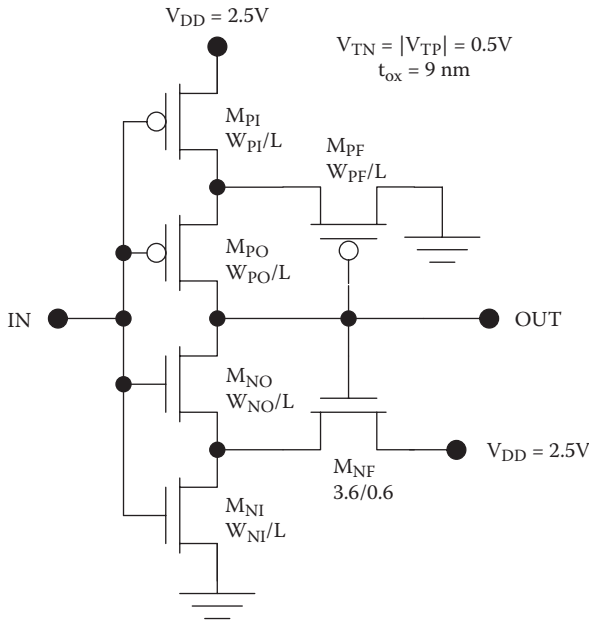 V_DD = 2.5V
V_TN = |V_TP| = 0.5V
t_ox = 9 nm
M_PI
W_PI/L
M_PF
W_PF/L
M_PO
W_PO/L
IN
OUT
M_NO
W_NO/L
V_DD = 2.5V
M_NF
3.6/0.6
M_NI
W_NI/L